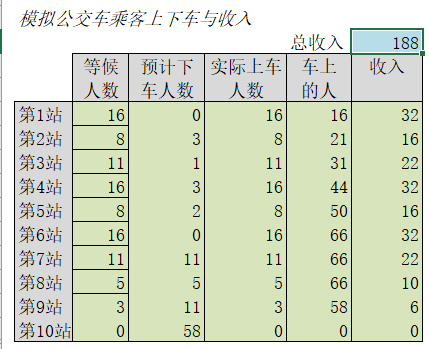 模拟公交车乘客上下车与收入
总收入 188
等候人数 预计下车人数 实际上车人数 车上的人 收入
第1站 16 0 16 16 32
第2站 8 3 8 21 16
第3站 11 1 11 31 22
第4站 16 3 16 44 32
第5站 8 2 8 50 16
第6站 16 0 16 66 32
第7站 11 11 11 66 22
第8站 5 5 5 66 10
第9站 3 11 3 58 6
第10站 0 58 0 0 0